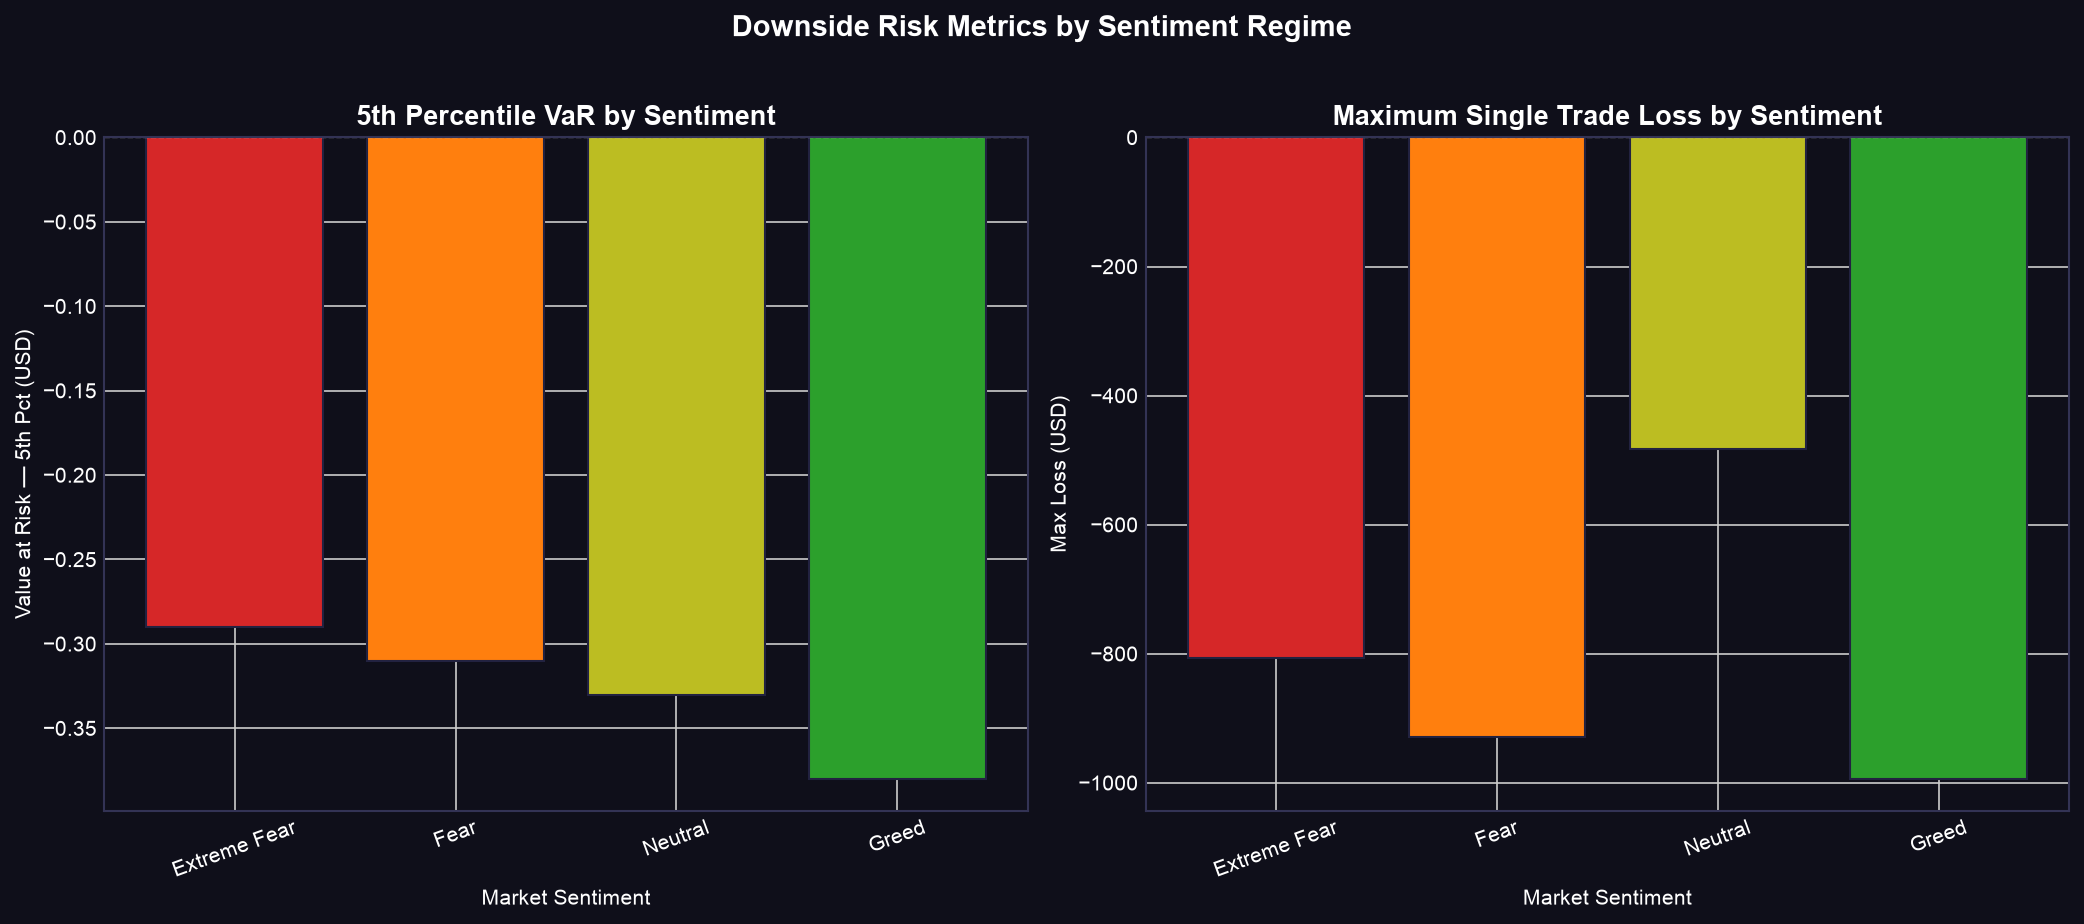 Downside Risk Metrics by Sentiment Regime
5th Percentile VaR by Sentiment
Value at Risk — 5th Pct (USD)
0.00
−0.05
−0.10
−0.15
−0.20
−0.25
−0.30
−0.35
Extreme Fear
Fear
Neutral
Greed
Market Sentiment
Maximum Single Trade Loss by Sentiment
Max Loss (USD)
0
−200
−400
−600
−800
−1000
Extreme Fear
Fear
Neutral
Greed
Market Sentiment